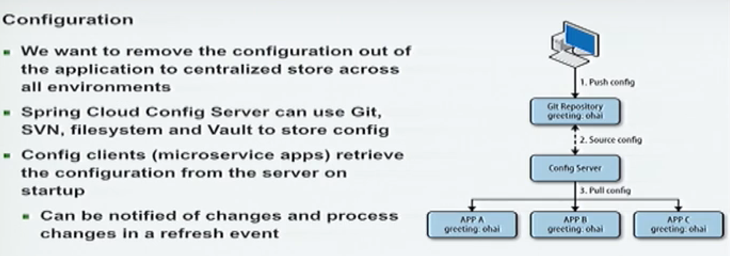 Configuration
We want to remove the configuration out of
the application to centralized store across
all environments
Spring Cloud Config Server can use Git,
SVN, filesystem and Vault to store config
Config clients (microservice apps) retrieve
the configuration from the server on
startup
Can be notified of changes and process
changes in a refresh event
1. Push config
Git Repository
greeting: ohai
2. Source config
Config Server
3. Pull config
APP A
greeting: ohai
APP B
greeting: ohai
APP C
greeting: ohai